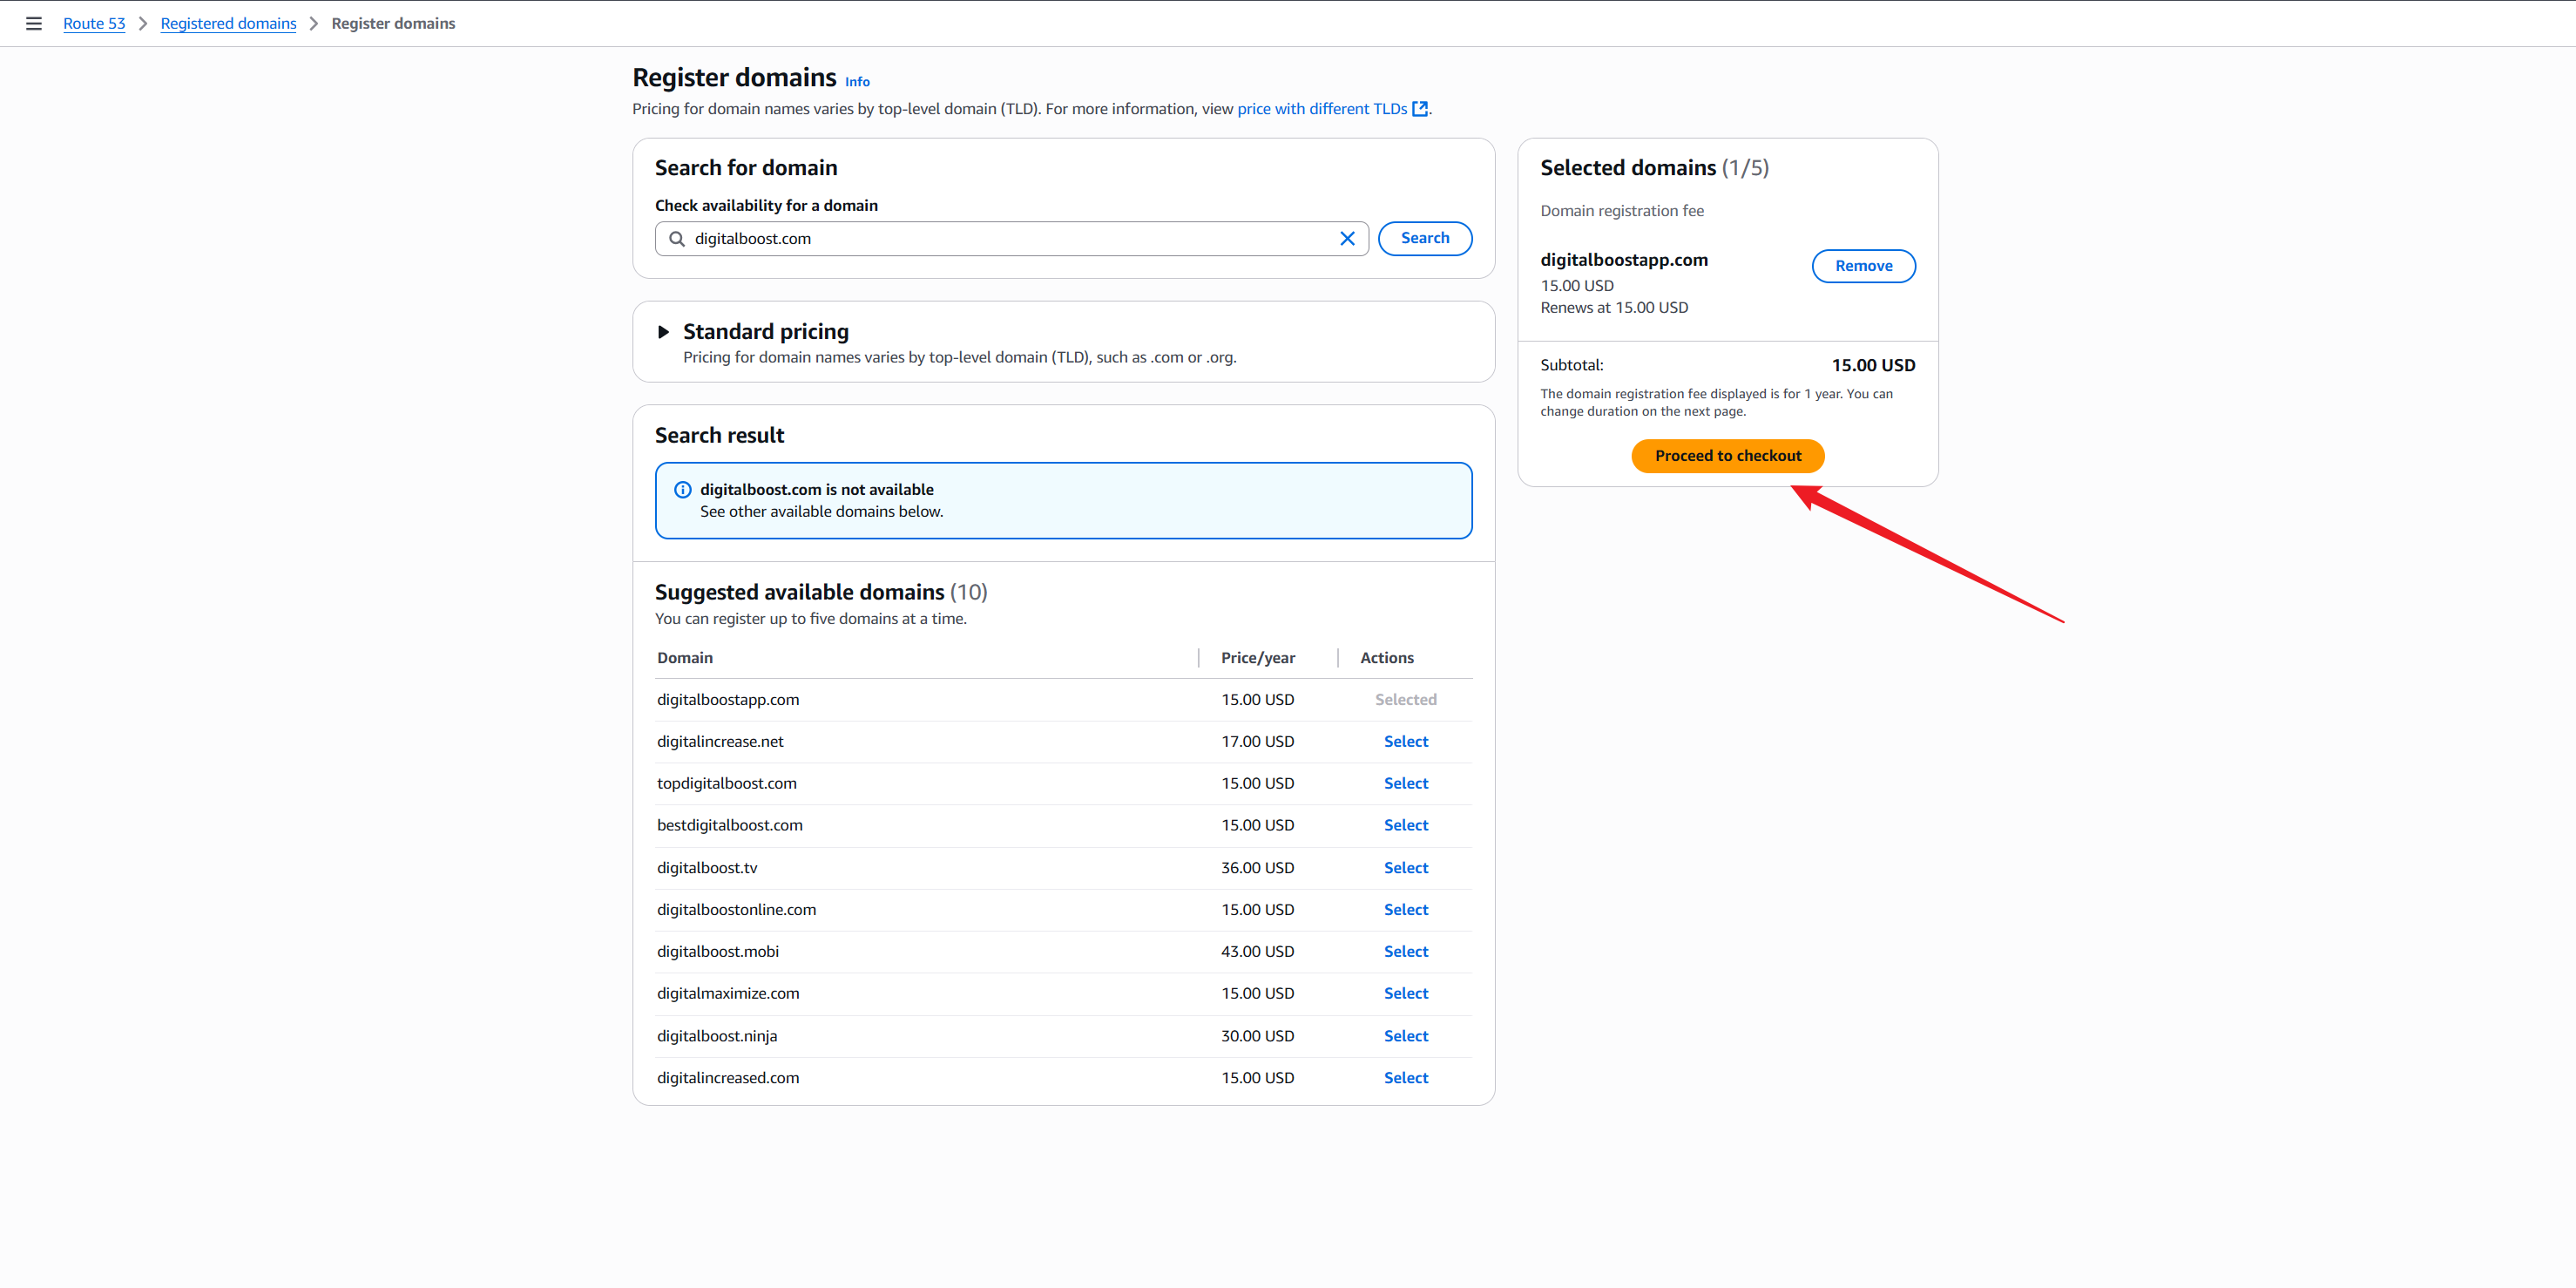 Route 53 > Registered domains > Register domains
Register domains Info
Pricing for domain names varies by top-level domain (TLD). For more information, view price with different TLDs.
Search for domain
Check availability for a domain
digitalboost.com
Search
Standard pricing
Pricing for domain names varies by top-level domain (TLD), such as .com or .org.
Search result
digitalboost.com is not available
See other available domains below.
Suggested available domains (10)
You can register up to five domains at a time.
Domain Price/year Actions
digitalboostapp.com 15.00 USD Selected
digitalincrease.net 17.00 USD Select
topdigitalboost.com 15.00 USD Select
bestdigitalboost.com 15.00 USD Select
digitalboost.tv 36.00 USD Select
digitalboostonline.com 15.00 USD Select
digitalboost.mobi 43.00 USD Select
digitalmaximize.com 15.00 USD Select
digitalboost.ninja 30.00 USD Select
digitalincreased.com 15.00 USD Select
Selected domains (1/5)
Domain registration fee
digitalboostapp.com
Remove
15.00 USD
Renews at 15.00 USD
Subtotal: 15.00 USD
The domain registration fee displayed is for 1 year. You can
change duration on the next page.
Proceed to checkout